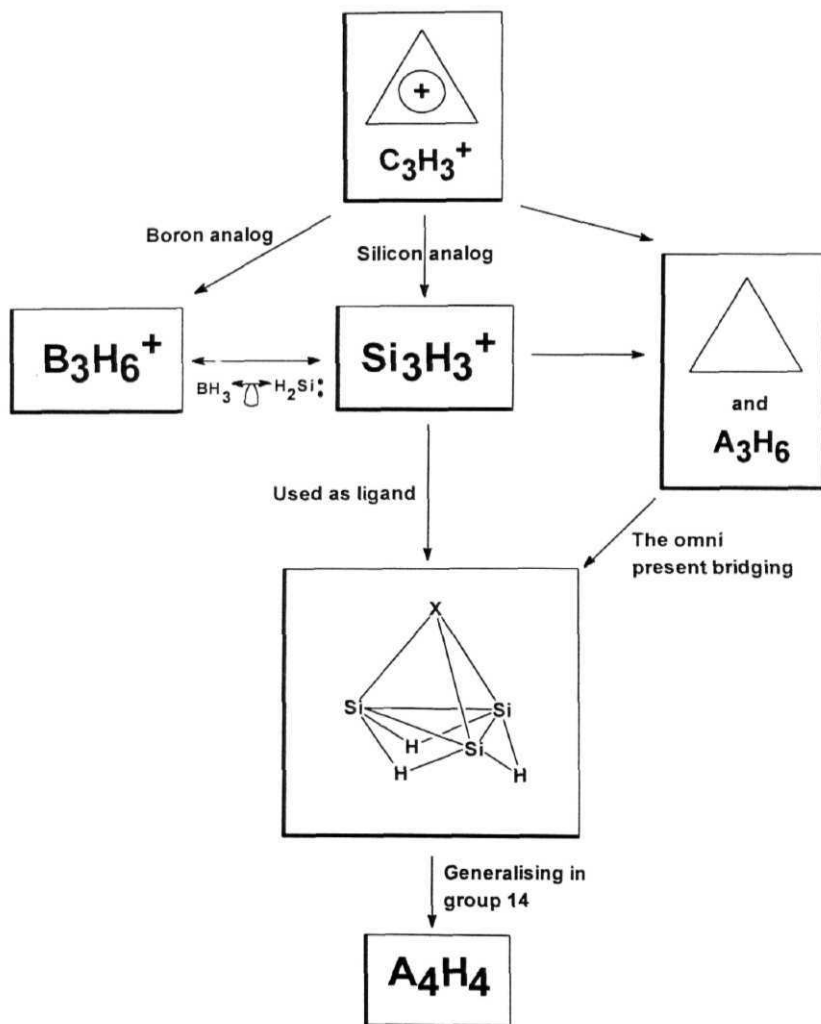 +
C₃H₃⁺
Boron analog
Silicon analog
B₃H₆⁺
BH₃ H₂Si:
Si₃H₃⁺
and
A₃H₆
Used as ligand
The omni
present bridging
X
Si Si
Si
H
H H
Generalising in
group 14
A₄H₄